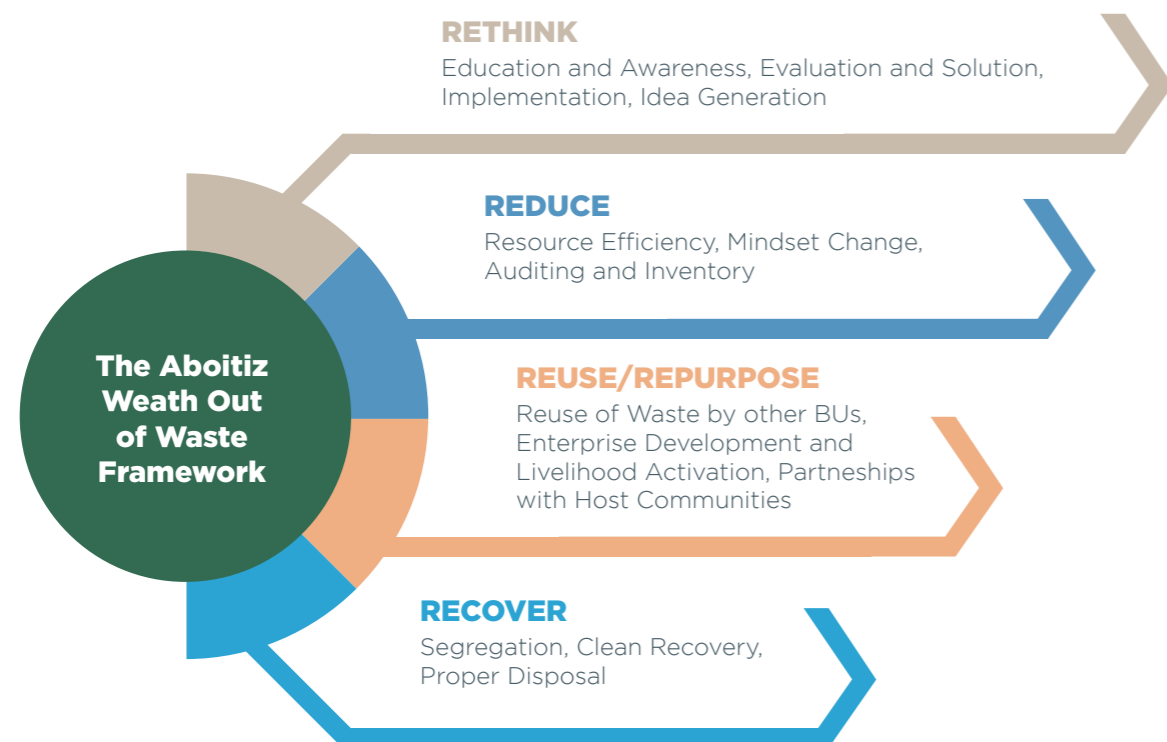 RETHINK
Education and Awareness, Evaluation and Solution,
Implementation, Idea Generation
REDUCE
Resource Efficiency, Mindset Change,
Auditing and Inventory
The Aboitiz
Weath Out
of Waste
Framework
REUSE/REPURPOSE
Reuse of Waste by other BUs,
Enterprise Development and
Livelihood Activation, Partneships
with Host Communities
RECOVER
Segregation, Clean Recovery,
Proper Disposal